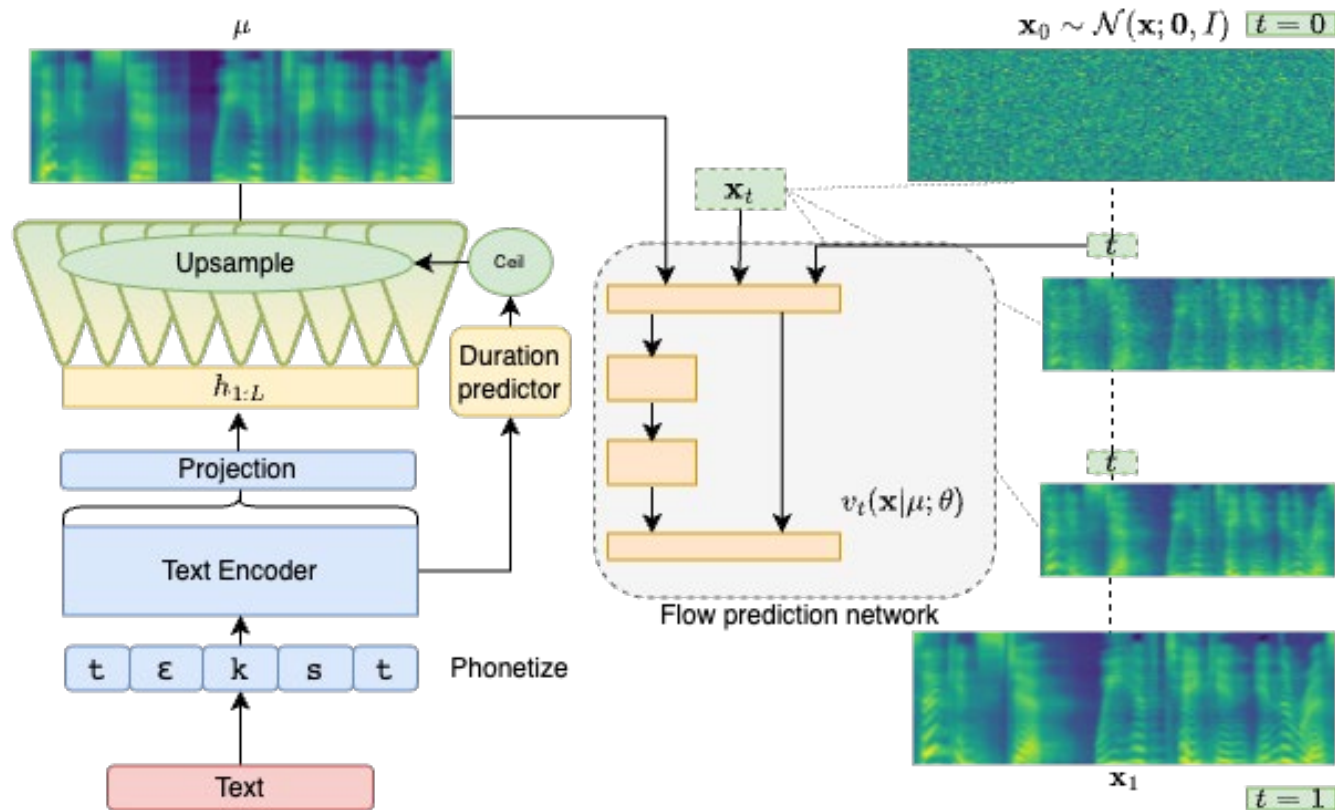 μ
x₀ ∼ 𝒩(x; 0, I) t = 0
xₜ
Upsample
Ceil
t
Duration
predictor
h₁:L
Projection
t
vₜ(x|μ; θ)
Text Encoder
Flow prediction network
t ɛ k s t
Phonetize
Text
x₁
t = 1